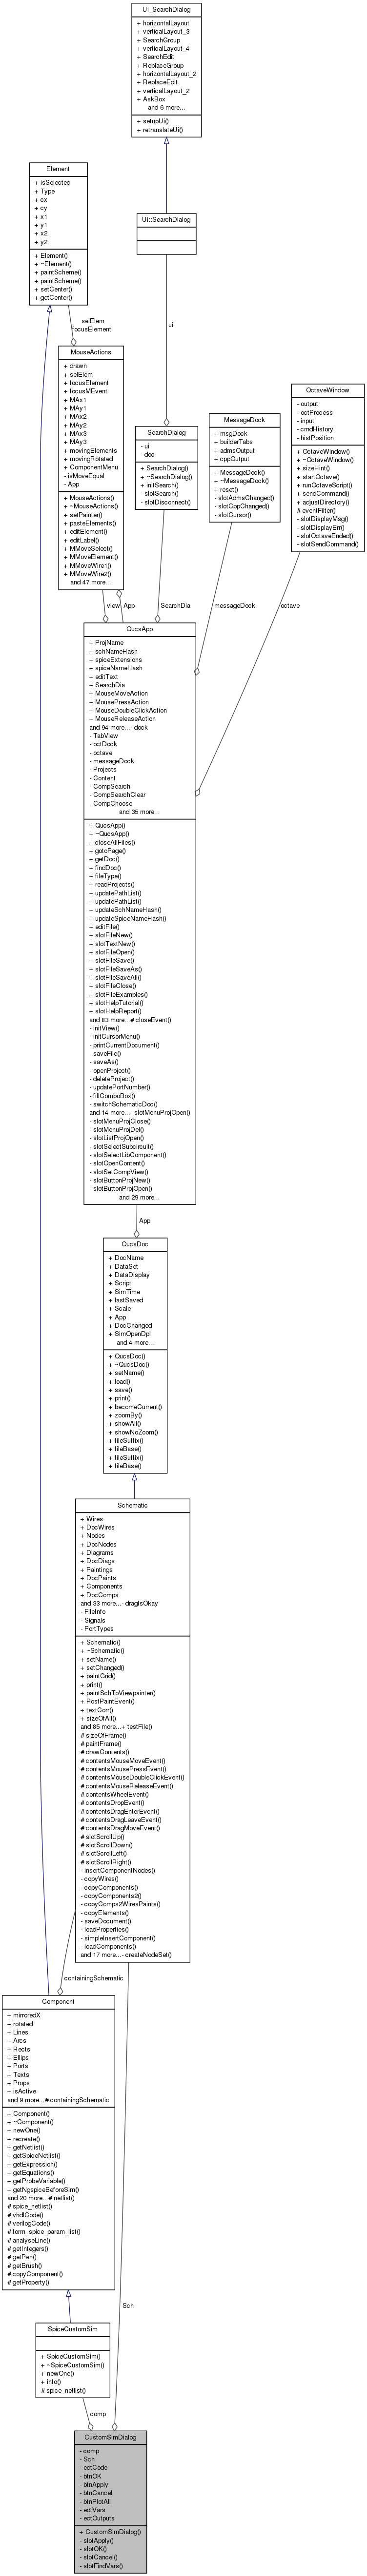 Ui_SearchDialog
+ horizontalLayout
+ verticalLayout_3
+ SearchGroup
+ verticalLayout_4
+ SearchEdit
+ ReplaceGroup
+ horizontalLayout_2
+ ReplaceEdit
+ verticalLayout_2
+ AskBox
and 6 more...
+ setupUi()
+ retranslateUi()
Element
+ isSelected
+ Type
+ cx
+ cy
+ x1
+ y1
+ x2
+ y2
+ Element()
+ ~Element()
+ paintScheme()
+ paintScheme()
+ setCenter()
+ getCenter()
Ui::SearchDialog
selElem
focusElement
ui
MouseActions
+ drawn
+ selElem
+ focusElement
+ focusMEvent
+ MAx1
+ MAy1
+ MAx2
+ MAy2
+ MAx3
+ MAy3
+ movingElements
+ movingRotated
+ ComponentMenu
- isMoveEqual
- App
+ MouseActions()
+ ~MouseActions()
+ setPainter()
+ pasteElements()
+ editElement()
+ editLabel()
+ MMoveSelect()
+ MMoveElement()
+ MMoveWire1()
+ MMoveWire2()
and 47 more...
SearchDialog
- ui
- doc
+ SearchDialog()
+ ~SearchDialog()
+ initSearch()
- slotSearch()
- slotDisconnect()
MessageDock
+ msgDock
+ builderTabs
+ admsOutput
+ cppOutput
+ MessageDock()
+ ~MessageDock()
+ reset()
- slotAdmsChanged()
- slotCppChanged()
- slotCursor()
OctaveWindow
- output
- octProcess
- input
- cmdHistory
- histPosition
+ OctaveWindow()
+ ~OctaveWindow()
+ sizeHint()
+ startOctave()
+ runOctaveScript()
+ sendCommand()
+ adjustDirectory()
# eventFilter()
- slotDisplayMsg()
- slotDisplayErr()
- slotOctaveEnded()
- slotSendCommand()
view
App
SearchDia
messageDock
octave
QucsApp
+ ProjName
+ schNameHash
+ spiceExtensions
+ spiceNameHash
+ editText
+ SearchDia
+ MouseMoveAction
+ MousePressAction
+ MouseDoubleClickAction
+ MouseReleaseAction
and 94 more...- dock
- TabView
- octDock
- octave
- messageDock
- Projects
- Content
- CompSearch
- CompSearchClear
- CompChoose
and 35 more...
+ QucsApp()
+ ~QucsApp()
+ closeAllFiles()
+ gotoPage()
+ getDoc()
+ findDoc()
+ fileType()
+ readProjects()
+ updatePathList()
+ updatePathList()
+ updateSchNameHash()
+ updateSpiceNameHash()
+ editFile()
+ slotFileNew()
+ slotTextNew()
+ slotFileOpen()
+ slotFileSave()
+ slotFileSaveAs()
+ slotFileSaveAll()
+ slotFileClose()
+ slotFileExamples()
+ slotHelpTutorial()
+ slotHelpReport()
and 83 more...# closeEvent()
- initView()
- initCursorMenu()
- printCurrentDocument()
- saveFile()
- saveAs()
- openProject()
- deleteProject()
- updatePortNumber()
- fillComboBox()
- switchSchematicDoc()
and 14 more...- slotMenuProjOpen()
- slotMenuProjClose()
- slotMenuProjDel()
- slotListProjOpen()
- slotSelectSubcircuit()
- slotSelectLibComponent()
- slotOpenContent()
- slotSetCompView()
- slotButtonProjNew()
- slotButtonProjOpen()
and 29 more...
App
QucsDoc
+ DocName
+ DataSet
+ DataDisplay
+ Script
+ SimTime
+ lastSaved
+ Scale
+ App
+ DocChanged
+ SimOpenDpl
and 4 more...
+ QucsDoc()
+ ~QucsDoc()
+ setName()
+ load()
+ save()
+ print()
+ becomeCurrent()
+ zoomBy()
+ showAll()
+ showNoZoom()
+ fileSuffix()
+ fileBase()
+ fileSuffix()
+ fileBase()
Schematic
+ Wires
+ DocWires
+ Nodes
+ DocNodes
+ Diagrams
+ DocDiags
+ Paintings
+ DocPaints
+ Components
+ DocComps
and 33 more...- dragIsOkay
- FileInfo
- Signals
- PortTypes
+ Schematic()
+ ~Schematic()
+ setName()
+ setChanged()
+ paintGrid()
+ print()
+ paintSchToViewpainter()
+ PostPaintEvent()
+ textCorr()
+ sizeOfAll()
and 85 more...+ testFile()
# sizeOfFrame()
# paintFrame()
# drawContents()
# contentsMouseMoveEvent()
# contentsMousePressEvent()
# contentsMouseDoubleClickEvent()
# contentsMouseReleaseEvent()
# contentsWheelEvent()
# contentsDropEvent()
# contentsDragEnterEvent()
# contentsDragLeaveEvent()
# contentsDragMoveEvent()
# slotScrollUp()
# slotScrollDown()
# slotScrollLeft()
# slotScrollRight()
- insertComponentNodes()
- copyWires()
- copyComponents()
- copyComponents2()
- copyComps2WiresPaints()
- copyElements()
- saveDocument()
- loadProperties()
- simpleInsertComponent()
- loadComponents()
and 17 more...- createNodeSet()
containingSchematic
Component
+ mirroredX
+ rotated
+ Lines
+ Arcs
+ Rects
+ Ellips
+ Ports
+ Texts
+ Props
+ isActive
and 9 more...# containingSchematic
+ Component()
+ ~Component()
+ newOne()
+ recreate()
+ getNetlist()
+ getSpiceNetlist()
+ getExpression()
+ getEquations()
+ getProbeVariable()
+ getNgspiceBeforeSim()
and 20 more...# netlist()
# spice_netlist()
# vhdlCode()
# verilogCode()
# form_spice_param_list()
# analyseLine()
# getIntegers()
# getPen()
# getBrush()
# copyComponent()
# getProperty()
Sch
SpiceCustomSim
+ SpiceCustomSim()
+ ~SpiceCustomSim()
+ newOne()
+ info()
# spice_netlist()
comp
CustomSimDialog
- comp
- Sch
- edtCode
- btnOK
- btnApply
- btnCancel
- btnPlotAll
- edtVars
- edtOutputs
+ CustomSimDialog()
- slotApply()
- slotOK()
- slotCancel()
- slotFindVars()